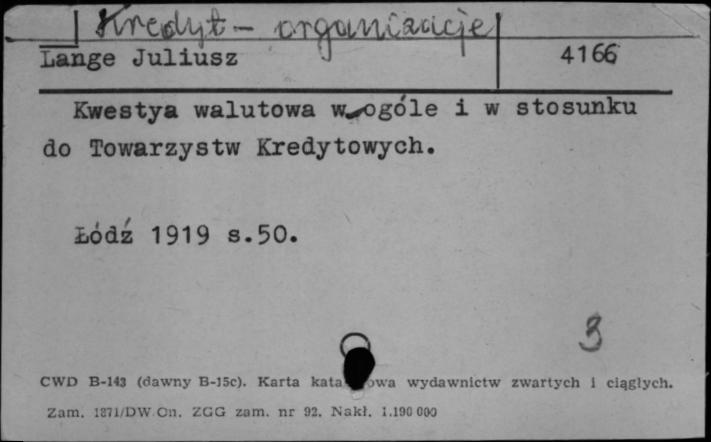 Kredyt - organizacje
Lange Juliusz 4166
Kwestya walutowa w ogóle i w stosunku
do Towarzystw Kredytowych.
Łódź 1919 s.50.
3
CWD B-143 (dawny B-15c). Karta kata owa wydawnictw zwartych i ciągłych.
Zam. 1871/DW On. ZGG zam. nr 92. Nakł. 1.190 000